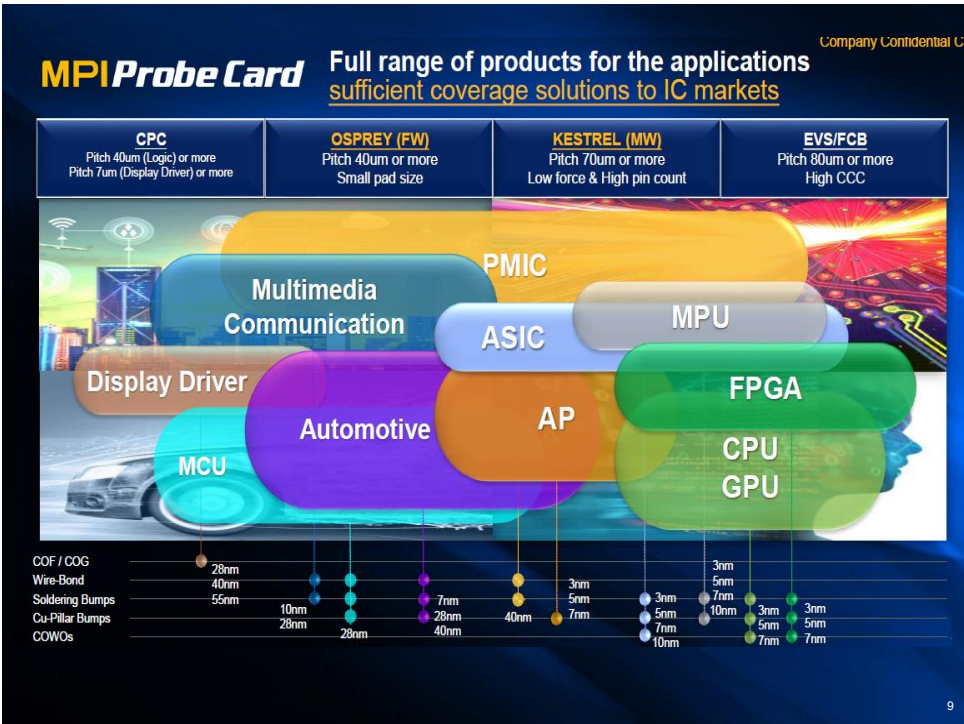 Company Confidential C
MPI Probe Card
Full range of products for the applications
sufficient coverage solutions to IC markets
CPC
Pitch 40um (Logic) or more
Pitch 7um (Display Driver) or more
OSPREY (FW)
Pitch 40um or more
Small pad size
KESTREL (MW)
Pitch 70um or more
Low force & High pin count
EVS/FCB
Pitch 80um or more
High CCC
PMIC
Multimedia
Communication
MPU
ASIC
Display Driver
FPGA
Automotive
AP
MCU
CPU
GPU
COF / COG
Wire-Bond
Soldering Bumps
Cu-Pillar Bumps
COWOs
28nm
40nm
55nm
10nm
28nm
28nm
7nm
28nm
40nm
40nm
3nm
5nm
7nm
3nm
5nm
7nm
10nm
3nm
5nm
7nm
10nm
3nm
5nm
7nm
3nm
5nm
7nm
9